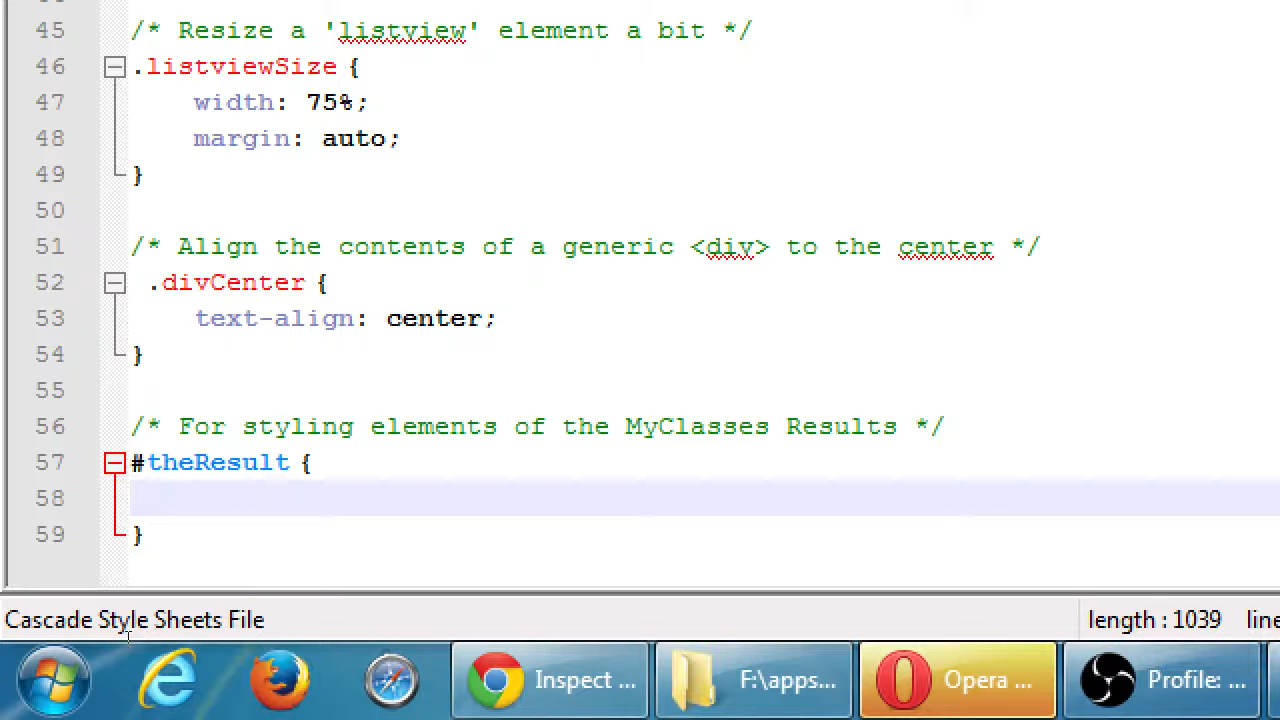 45 /* Resize a 'listview' element a bit */
46 .listviewSize {
47 width: 75%;
48 margin: auto;
49 }
50
51 /* Align the contents of a generic <div> to the center */
52 .divCenter {
53 text-align: center;
54 }
55
56 /* For styling elements of the MyClasses Results */
57 #theResult {
58
59 }
Cascade Style Sheets File length : 1039 line
Inspect ... F:\apps... Opera ... Profile: ...